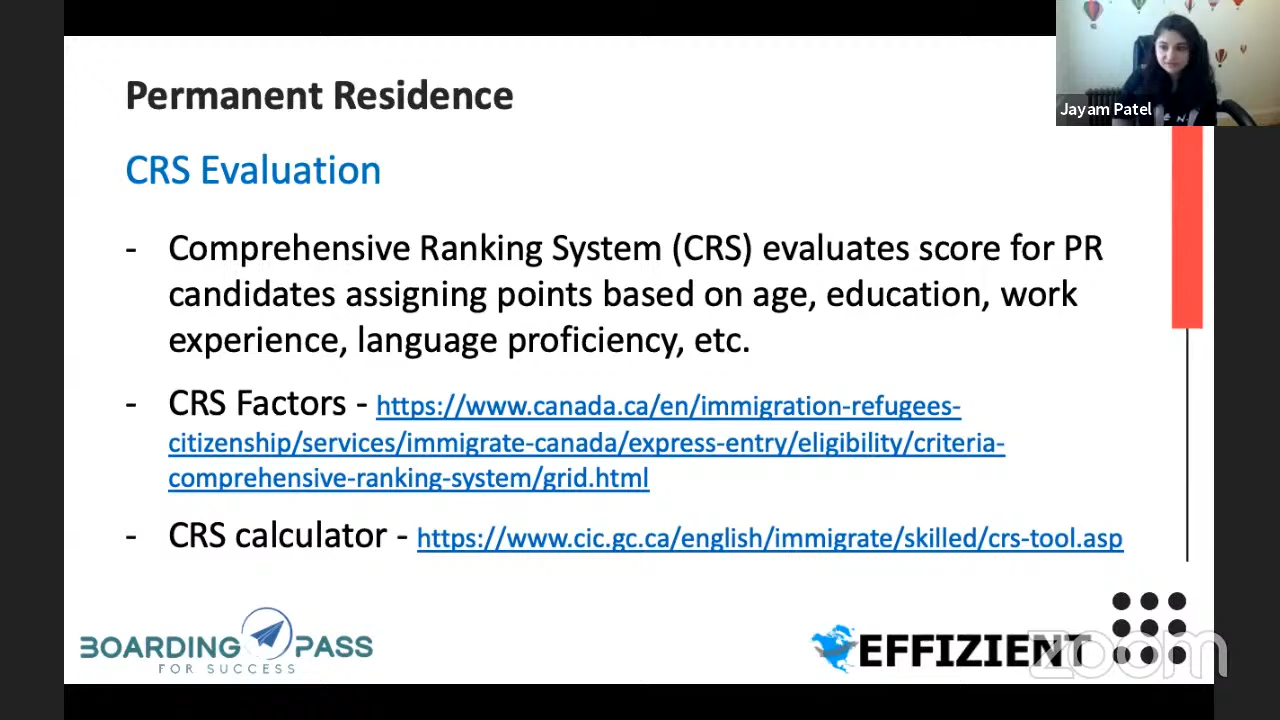 Permanent Residence
Jayam Patel
CRS Evaluation
- Comprehensive Ranking System (CRS) evaluates score for PR
candidates assigning points based on age, education, work
experience, language proficiency, etc.
- CRS Factors - https://www.canada.ca/en/immigration-refugees-
citizenship/services/immigrate-canada/express-entry/eligibility/criteria-
comprehensive-ranking-system/grid.html
- CRS calculator - https://www.cic.gc.ca/english/immigrate/skilled/crs-tool.asp
BOARDING PASS
FOR SUCCESS
EFFIZIENT
zoom